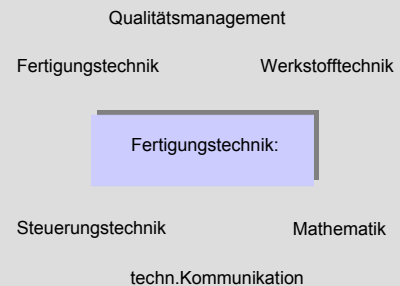 Qualitätsmanagement
Fertigungstechnik Werkstofftechnik
Fertigungstechnik:
Steuerungstechnik Mathematik
techn.Kommunikation